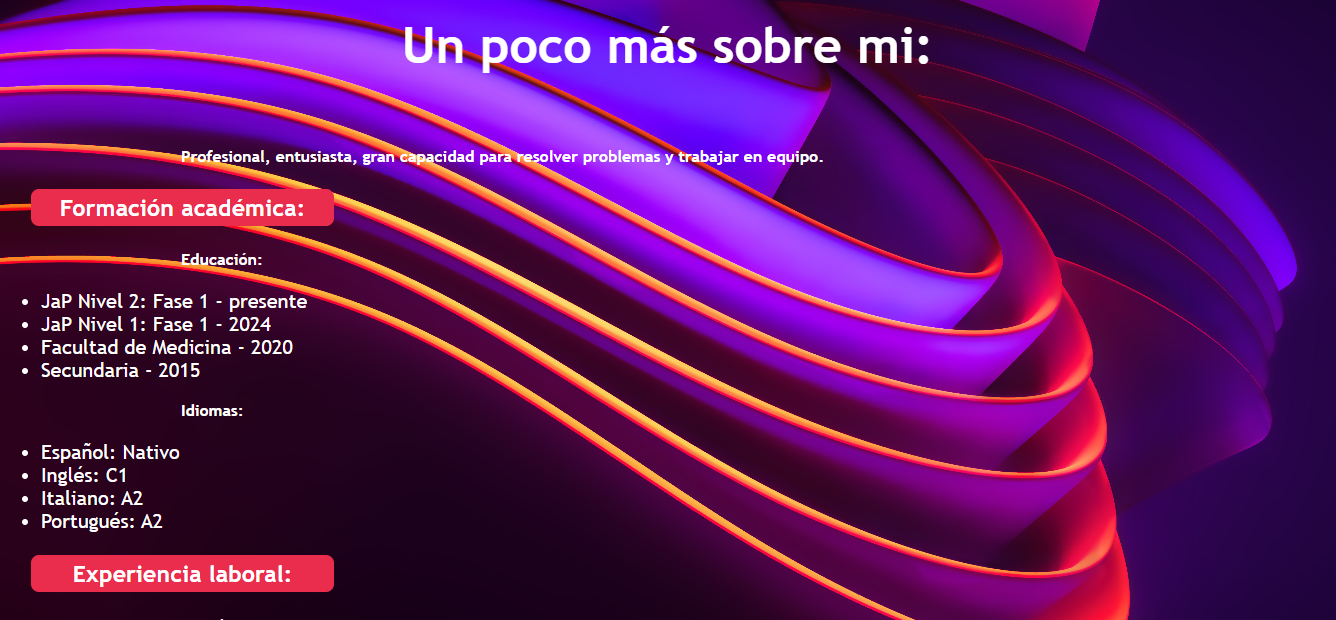 Un poco más sobre mi:
Profesional, entusiasta, gran capacidad para resolver problemas y trabajar en equipo.
Formación académica:
Educación:
JaP Nivel 2: Fase 1 - presente
JaP Nivel 1: Fase 1 - 2024
Facultad de Medicina - 2020
Secundaria - 2015
Idiomas:
Español: Nativo
Inglés: C1
Italiano: A2
Portugués: A2
Experiencia laboral: